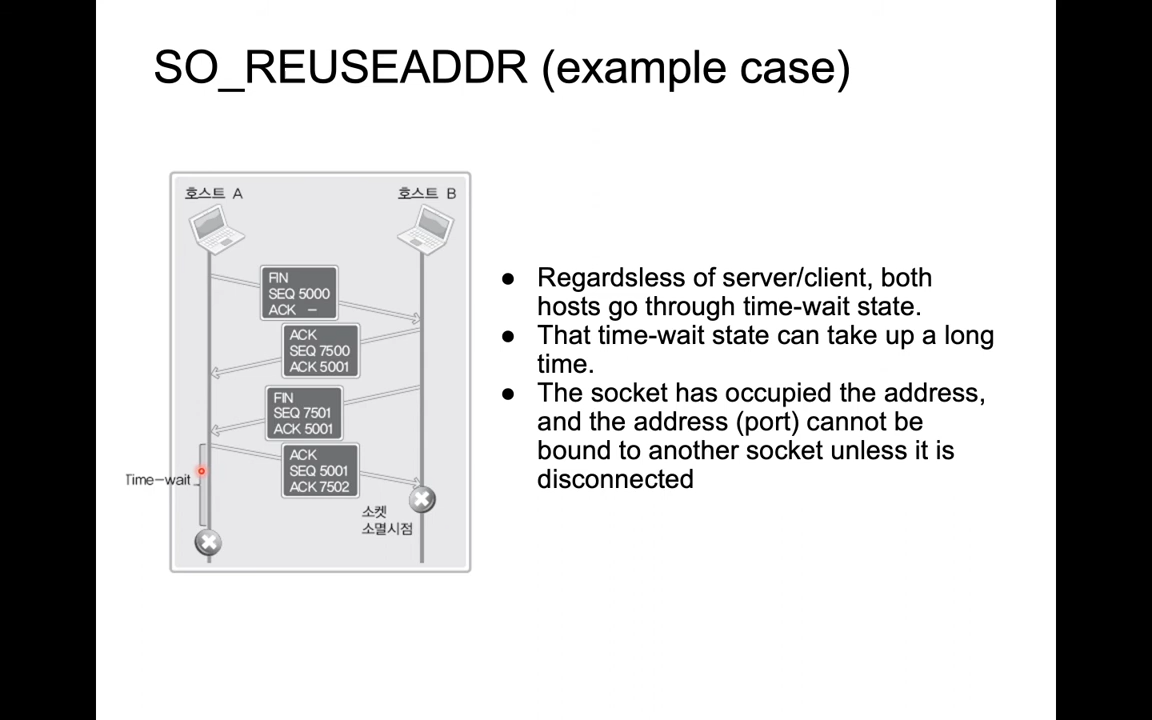 SO_REUSEADDR (example case)
호스트 A
호스트 B
FIN
SEQ 5000
ACK –
ACK
SEQ 7500
ACK 5001
FIN
SEQ 7501
ACK 5001
ACK
SEQ 5001
ACK 7502
Time-wait
소켓
소멸시점
● Regardsless of server/client, both
hosts go through time-wait state.
● That time-wait state can take up a long
time.
● The socket has occupied the address,
and the address (port) cannot be
bound to another socket unless it is
disconnected